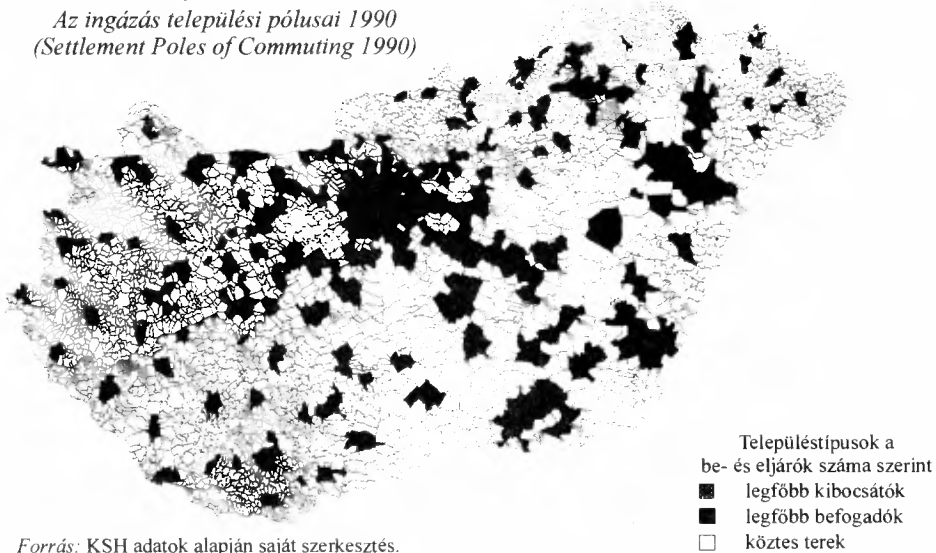 Az ingázás települési pólusai 1990
(Settlement Poles of Commuting 1990)
Településtípusok a
be- és eljárók száma szerint
legfőbb kibocsátók
legfőbb befogadók
köztes terek
Forrás: KSH adatok alapján saját szerkesztés.